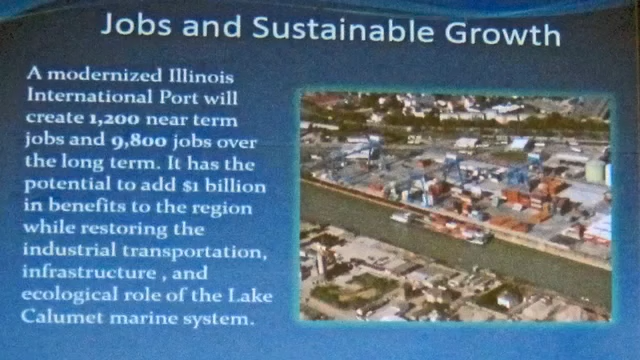 Jobs and Sustainable Growth
A modernized Illinois
International Port will
create 1,200 near term
jobs and 9,800 jobs over
the long term. It has the
potential to add $1 billion
in benefits to the region
while restoring the
industrial transportation,
infrastructure , and
ecological role of the Lake
Calumet marine system.